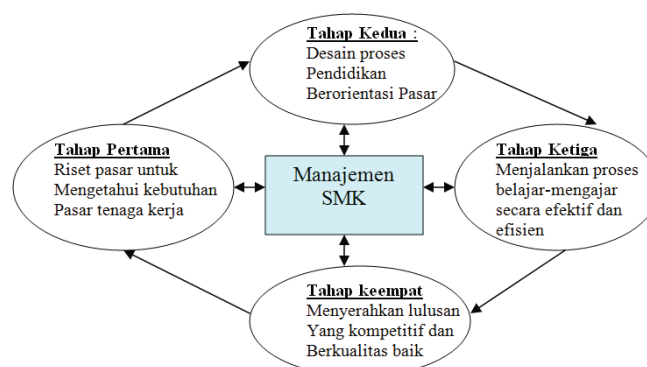 Tahap Kedua :
Desain proses
Pendidikan
Berorientasi Pasar
Tahap Pertama
Riset pasar untuk
Mengetahui kebutuhan
Pasar tenaga kerja
Manajemen
SMK
Tahap Ketiga
Menjalankan proses
belajar-mengajar
secara efektif dan
efisien
Tahap keempat
Menyerahkan lulusan
Yang kompetitif dan
Berkualitas baik